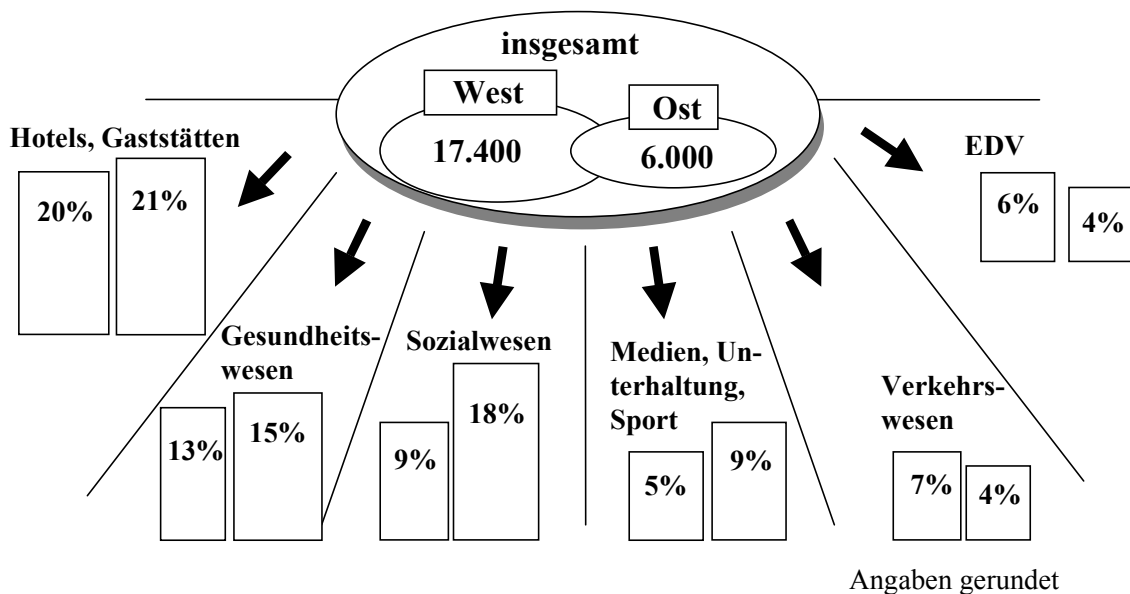 insgesamt
West
Ost
17.400
6.000
Hotels, Gaststätten
20%
21%
EDV
6%
4%
Gesundheits-
wesen
13%
15%
Sozialwesen
9%
18%
Medien, Un-
terhaltung,
Sport
5%
9%
Verkehrs-
wesen
7%
4%
Angaben gerundet